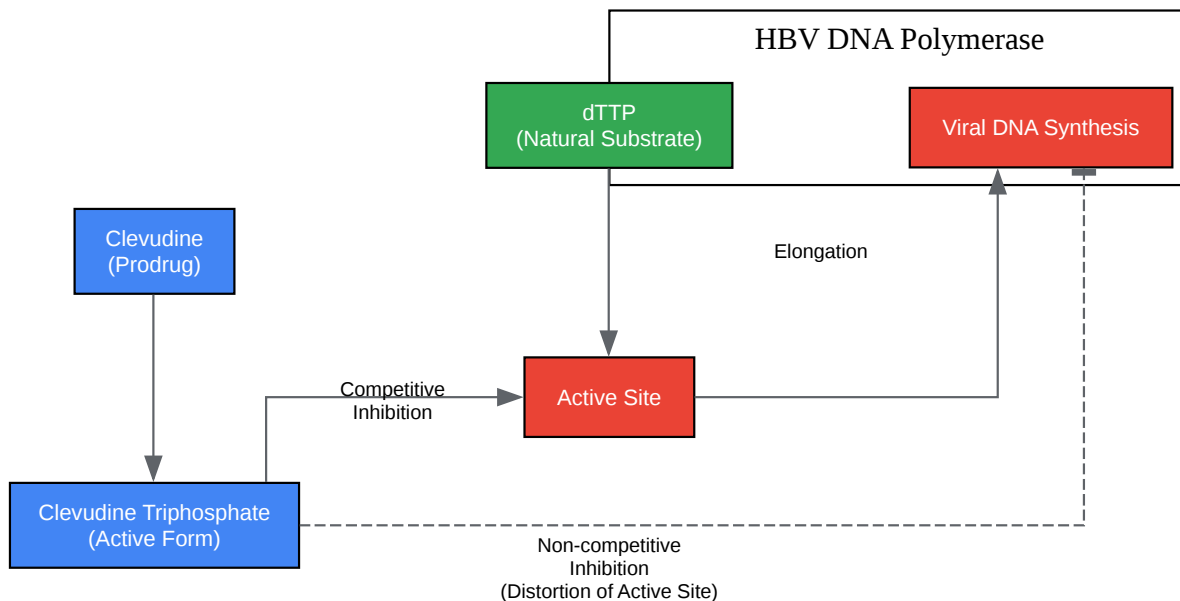 HBV DNA Polymerase
dTTP
(Natural Substrate)
Viral DNA Synthesis
Clevudine
(Prodrug)
Elongation
Competitive
Inhibition
Active Site
Clevudine Triphosphate
(Active Form)
Non-competitive
Inhibition
(Distortion of Active Site)